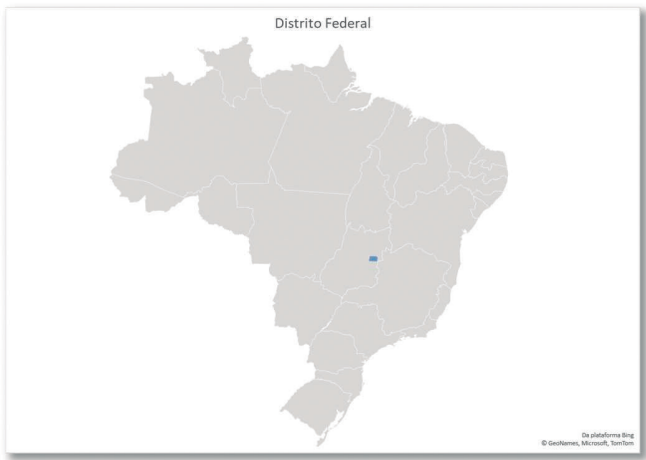 Distrito Federal
Da plataforma Bing
© GeoNames, Microsoft, TomTom